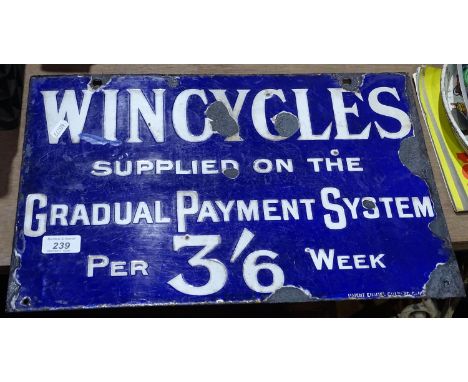 WINCYCLES
SUPPLIED ON THE
GRADUAL PAYMENT SYSTEM
239
PER 3'/6 WEEK